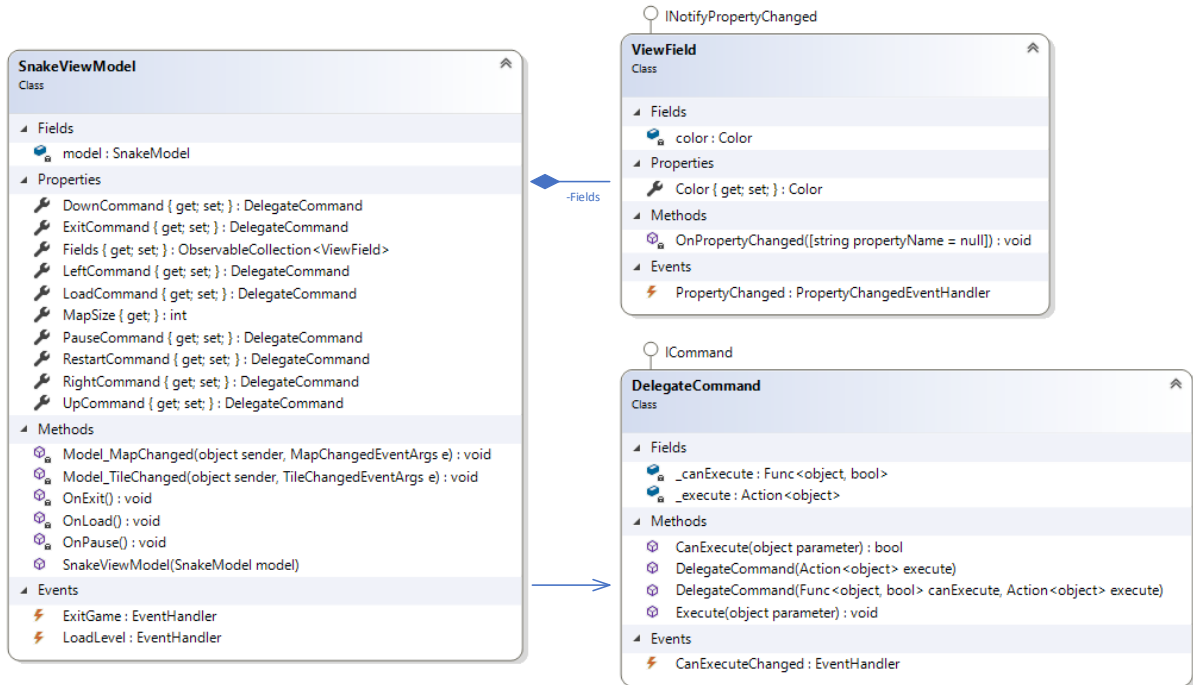 SnakeViewModel
Class
Fields
model : SnakeModel
Properties
DownCommand { get; set; } : DelegateCommand
ExitCommand { get; set; } : DelegateCommand
Fields { get; set; } : ObservableCollection<ViewField>
LeftCommand { get; set; } : DelegateCommand
LoadCommand { get; set; } : DelegateCommand
MapSize { get; } : int
PauseCommand { get; set; } : DelegateCommand
RestartCommand { get; set; } : DelegateCommand
RightCommand { get; set; } : DelegateCommand
UpCommand { get; set; } : DelegateCommand
Methods
Model_MapChanged(object sender, MapChangedEventArgs e) : void
Model_TileChanged(object sender, TileChangedEventArgs e) : void
OnExit() : void
OnLoad() : void
OnPause() : void
SnakeViewModel(SnakeModel model)
Events
ExitGame : EventHandler
LoadLevel : EventHandler
-Fields
INotifyPropertyChanged
ViewField
Class
Fields
color : Color
Properties
Color { get; set; } : Color
Methods
OnPropertyChanged([string propertyName = null]) : void
Events
PropertyChanged : PropertyChangedEventHandler
ICommand
DelegateCommand
Class
Fields
_canExecute : Func<object, bool>
_execute : Action<object>
Methods
CanExecute(object parameter) : bool
DelegateCommand(Action<object> execute)
DelegateCommand(Func<object, bool> canExecute, Action<object> execute)
Execute(object parameter) : void
Events
CanExecuteChanged : EventHandler